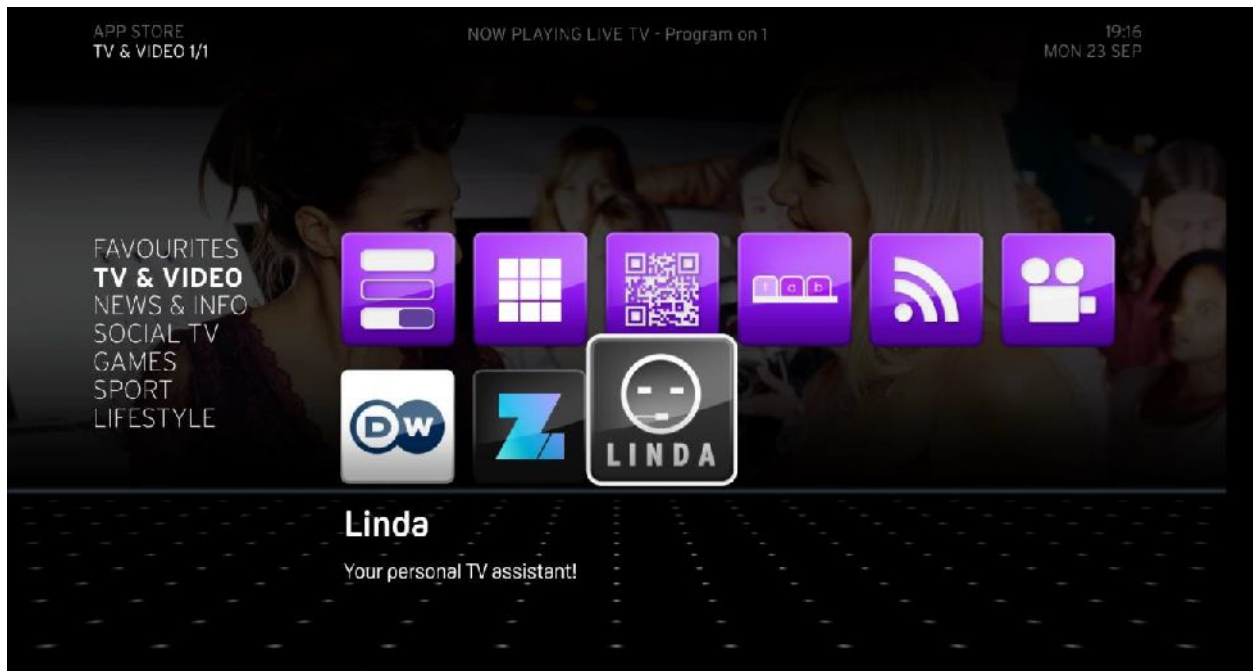 APP STORE
TV & VIDEO 1/1
NOW PLAYING LIVE TV - Program on 1
19:16
MON 23 SEP
FAVOURITES
TV & VIDEO
NEWS & INFO
SOCIAL TV
GAMES
SPORT
LIFESTYLE
tab
DW
Z
LINDA
Linda
Your personal TV assistant!